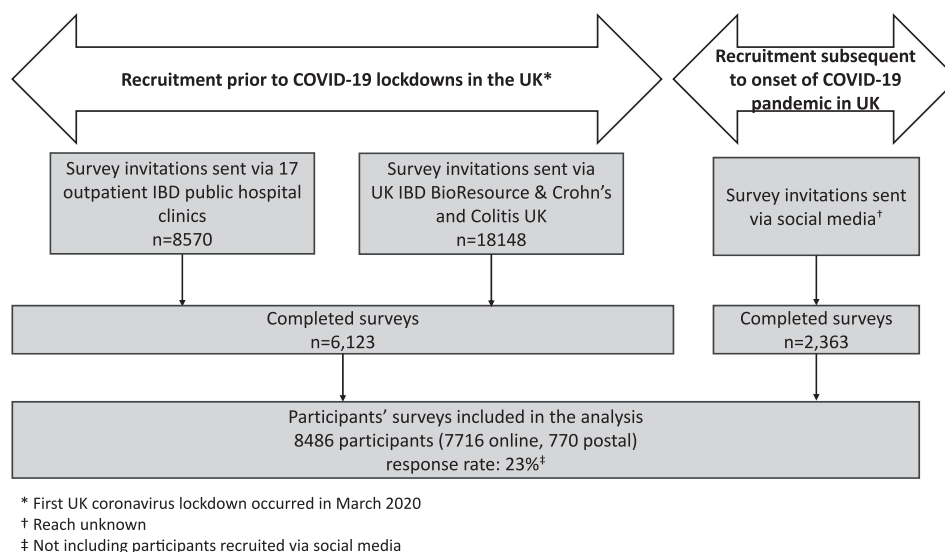 Recruitment prior to COVID-19 lockdowns in the UK*
Recruitment subsequent
to onset of COVID-19
pandemic in UK
Survey invitations sent via 17
outpatient IBD public hospital
clinics
n=8570
Survey invitations sent via
UK IBD BioResource & Crohn's
and Colitis UK
n=18148
Survey invitations sent
via social media†
Completed surveys
n=6,123
Completed surveys
n=2,363
Participants' surveys included in the analysis
8486 participants (7716 online, 770 postal)
response rate: 23%‡
* First UK coronavirus lockdown occurred in March 2020
† Reach unknown
‡ Not including participants recruited via social media